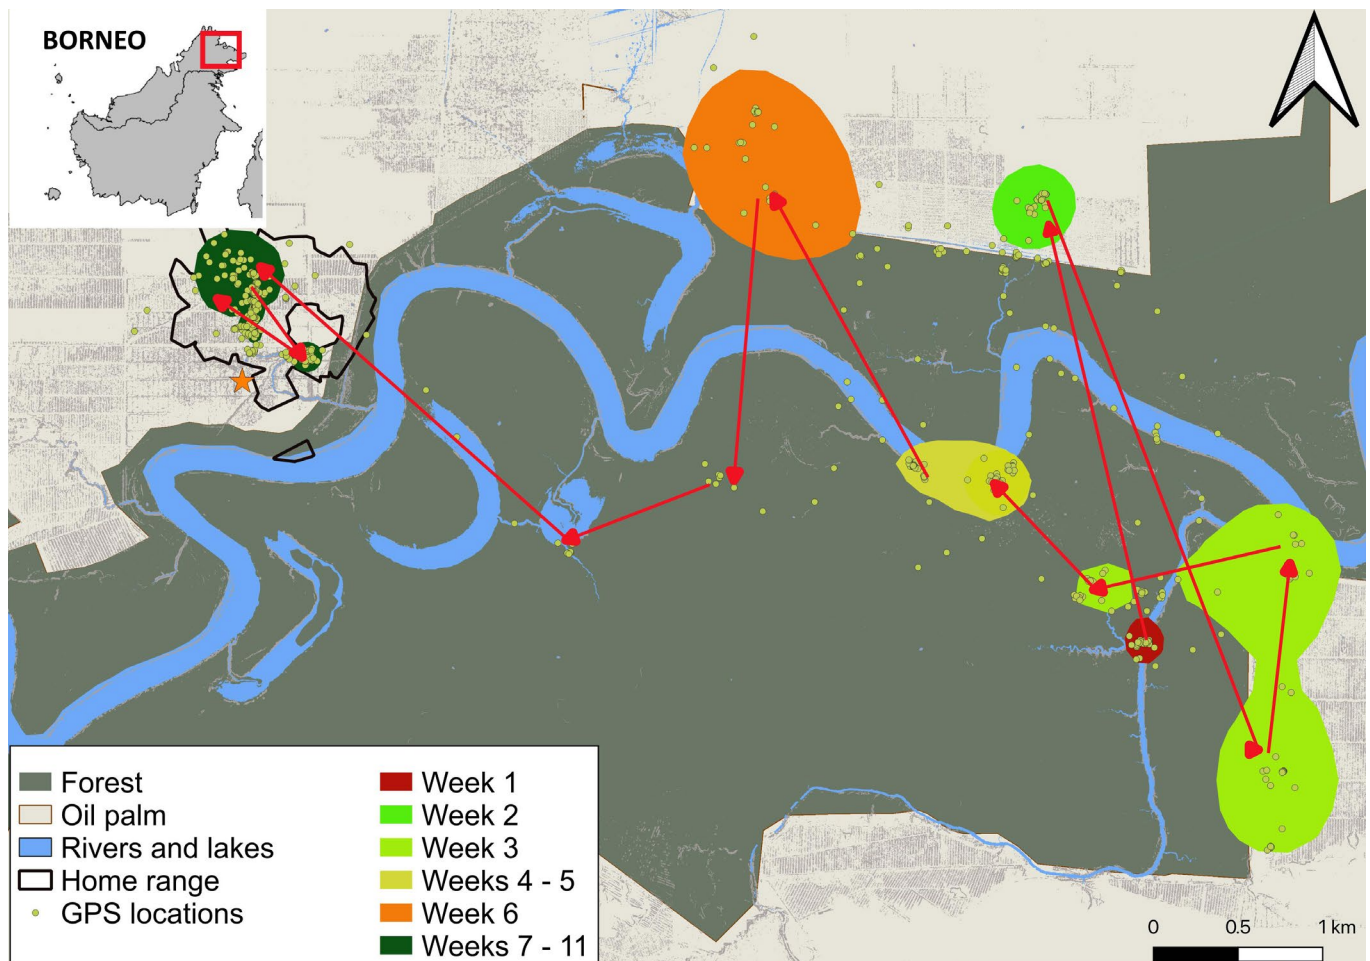 BORNEO
Forest
Oil palm
Rivers and lakes
Home range
GPS locations
Week 1
Week 2
Week 3
Weeks 4 - 5
Week 6
Weeks 7 - 11
0 0.5 1 km